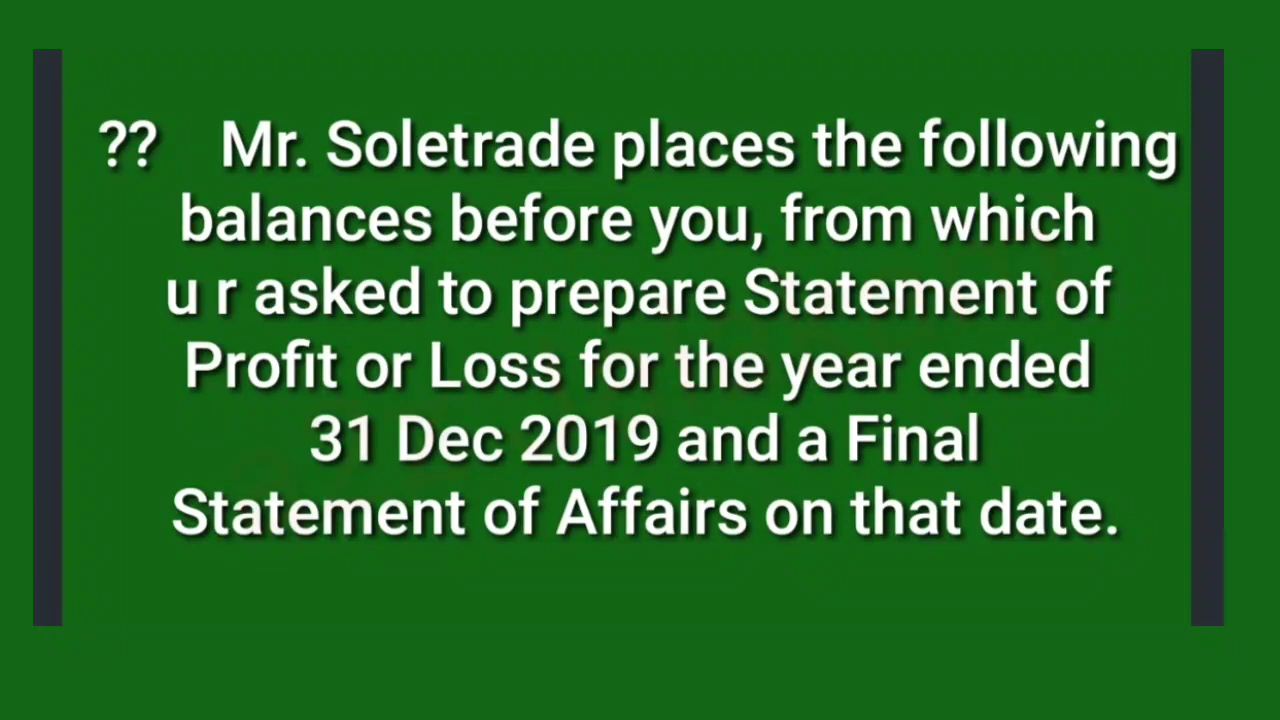 ?? Mr. Soletrade places the following
balances before you, from which
u r asked to prepare Statement of
Profit or Loss for the year ended
31 Dec 2019 and a Final
Statement of Affairs on that date.